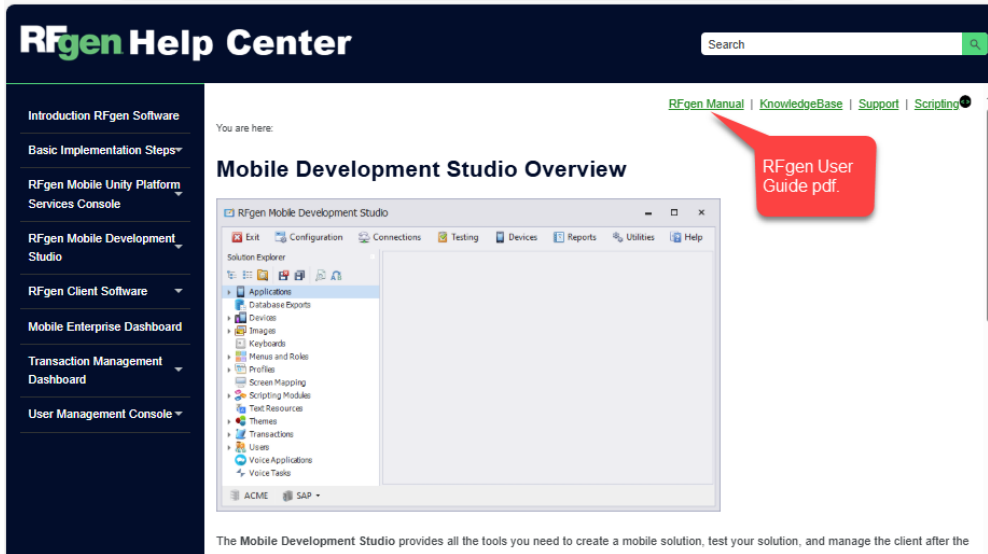 RFgen Help Center
Search
Introduction RFgen Software
Basic Implementation Steps
RFgen Mobile Unity Platform
Services Console
RFgen Mobile Development
Studio
RFgen Client Software
Mobile Enterprise Dashboard
Transaction Management
Dashboard
User Management Console
RFgen Manual | KnowledgeBase | Support | Scripting
You are here:
RFgen User
Guide pdf.
Mobile Development Studio Overview
RFgen Mobile Development Studio
Exit Configuration Connections Testing Devices Reports Utilities Help
Solution Explorer
Applications
Database Exports
Devices
Images
Keyboards
Menus and Roles
Profiles
Screen Mapping
Scripting Modules
Text Resources
Themes
Transactions
Users
Voice Applications
Voice Tasks
ACME SAP
The Mobile Development Studio provides all the tools you need to create a mobile solution, test your solution, and manage the client after the